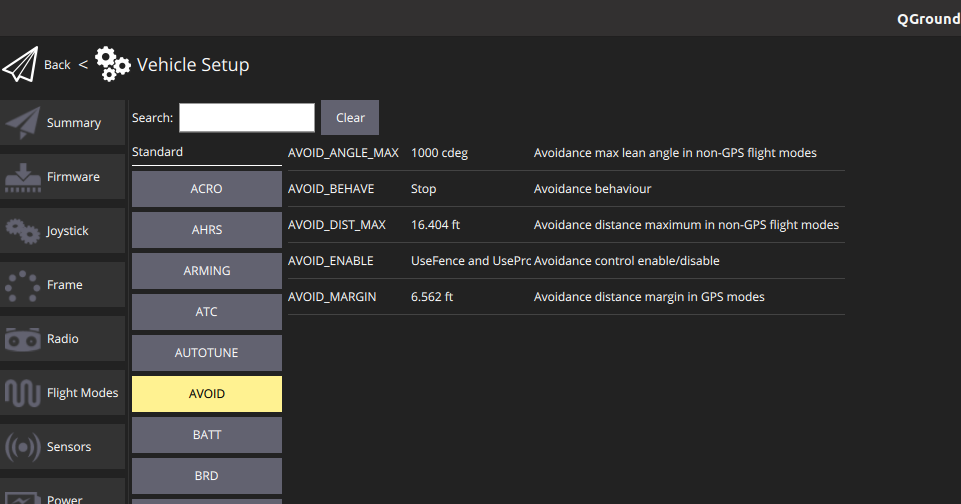 QGround
Back < Vehicle Setup
Summary
Firmware
Joystick
Frame
Radio
Flight Modes
Sensors
Power
Search: Clear
Standard
ACRO
AHRS
ARMING
ATC
AUTOTUNE
AVOID
BATT
BRD
AVOID_ANGLE_MAX 1000 cdeg Avoidance max lean angle in non-GPS flight modes
AVOID_BEHAVE Stop Avoidance behaviour
AVOID_DIST_MAX 16.404 ft Avoidance distance maximum in non-GPS flight modes
AVOID_ENABLE UseFence and UsePro Avoidance control enable/disable
AVOID_MARGIN 6.562 ft Avoidance distance margin in GPS modes